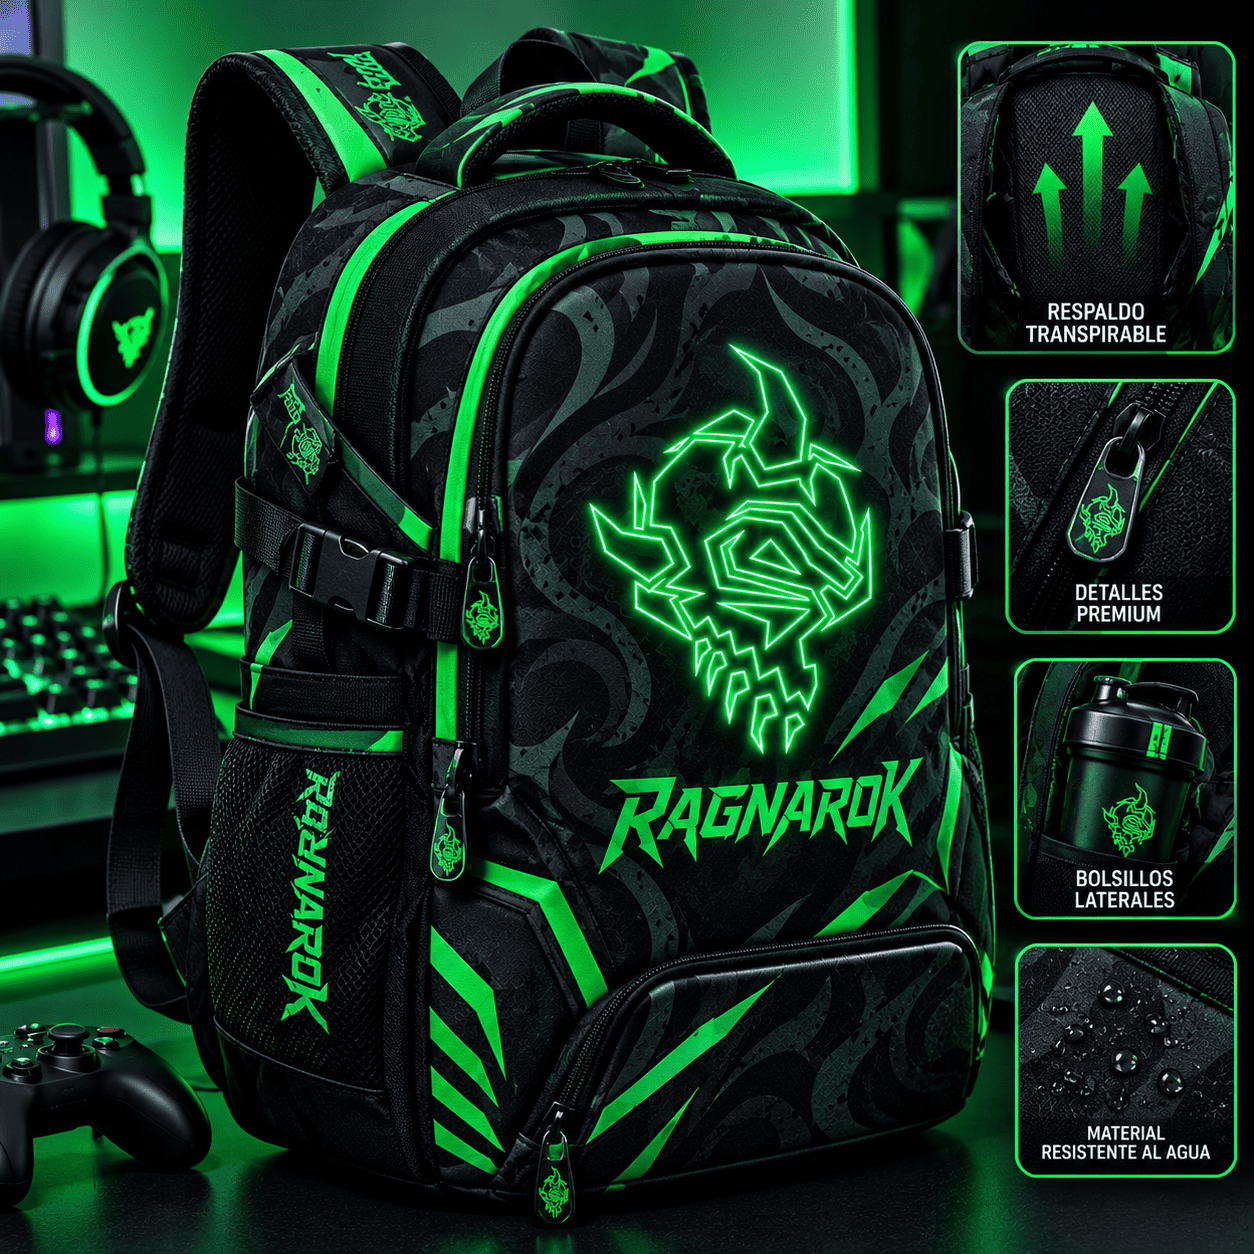 RAGNAROK
RAGNAROK
RESPALDO
TRANSPIRABLE
DETALLES
PREMIUM
BOLSILLOS
LATERALES
MATERIAL
RESISTENTE AL AGUA